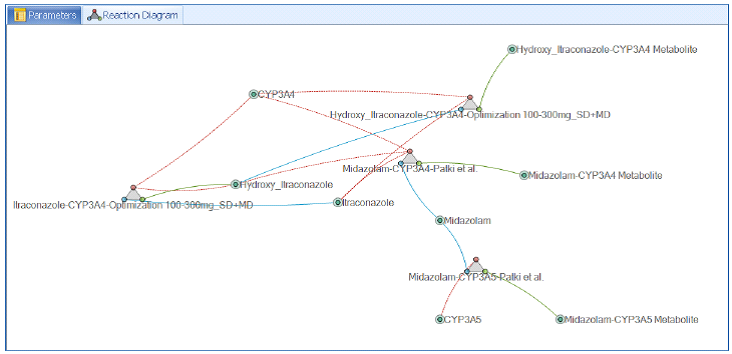 Parameters
Reaction Diagram
Hydroxy_Itraconazole-CYP3A4 Metabolite
CYP3A4
Hydroxy_Itraconazole-CYP3A4-Optimization 100-300mg_SD+MD
Midazolam-CYP3A4-Palki et al.
Midazolam-CYP3A4 Metabolite
Hydroxy_Itraconazole
Itraconazole-CYP3A4-Optimization 100-300mg_SD+MD
Itraconazole
Midazolam
Midazolam-CYP3A5-Palki et al.
CYP3A5
Midazolam-CYP3A5 Metabolite